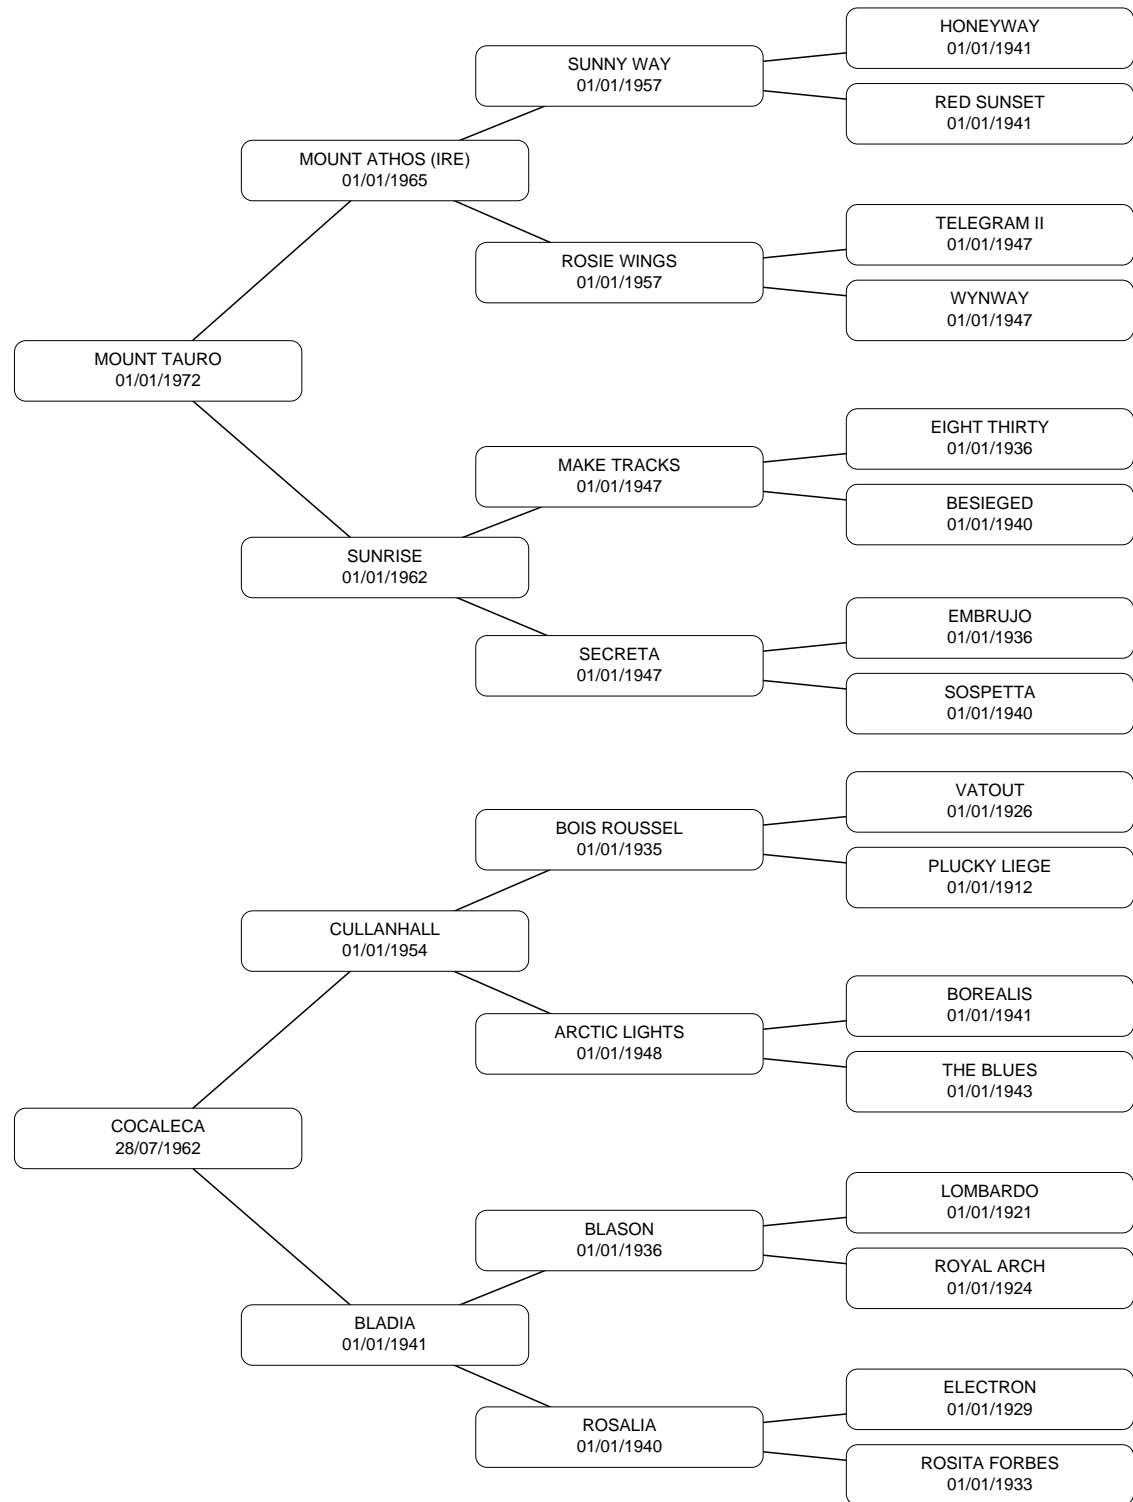 HONEYWAY
01/01/1941
SUNNY WAY
01/01/1957
RED SUNSET
01/01/1941
MOUNT ATHOS (IRE)
01/01/1965
TELEGRAM II
01/01/1947
ROSIE WINGS
01/01/1957
WYNWAY
01/01/1947
MOUNT TAURO
01/01/1972
EIGHT THIRTY
01/01/1936
MAKE TRACKS
01/01/1947
BESIEGED
01/01/1940
SUNRISE
01/01/1962
EMBRUJO
01/01/1936
SECRETA
01/01/1947
SOSPETTA
01/01/1940
VATOUT
01/01/1926
BOIS ROUSSEL
01/01/1935
PLUCKY LIEGE
01/01/1912
CULLANHALL
01/01/1954
BOREALIS
01/01/1941
ARCTIC LIGHTS
01/01/1948
THE BLUES
01/01/1943
COCALECA
28/07/1962
LOMBARDO
01/01/1921
BLASON
01/01/1936
ROYAL ARCH
01/01/1924
BLADIA
01/01/1941
ELECTRON
01/01/1929
ROSALIA
01/01/1940
ROSITA FORBES
01/01/1933